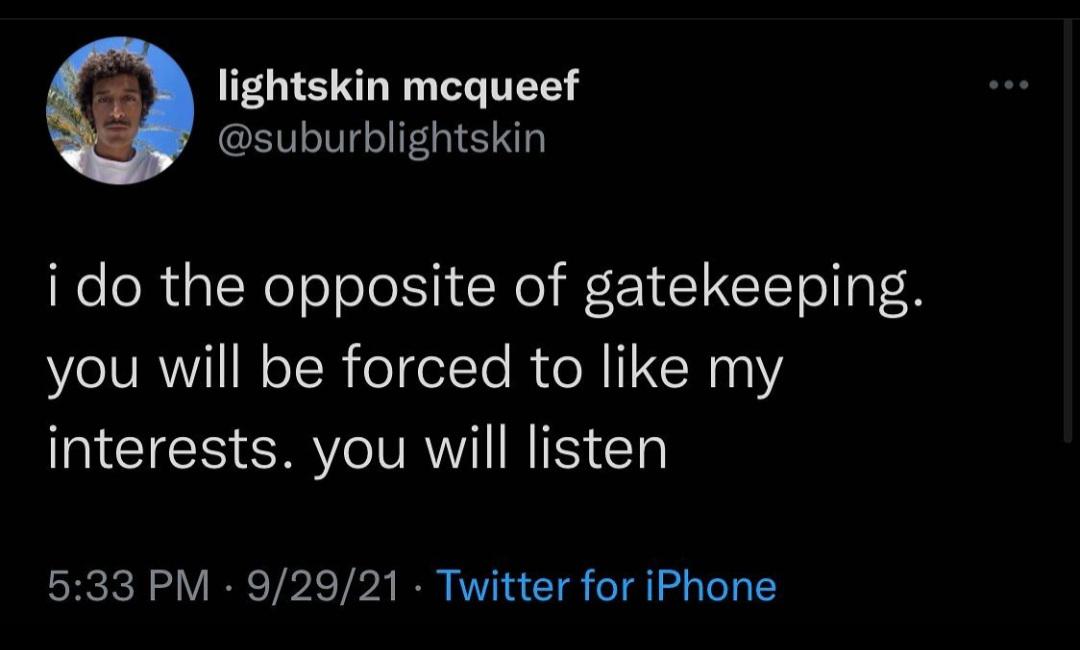 lightskin mcqueef
@suburblightskin
i do the opposite of gatekeeping.
you will be forced to like my
interests. you will listen
5:33 PM · 9/29/21 · Twitter for iPhone